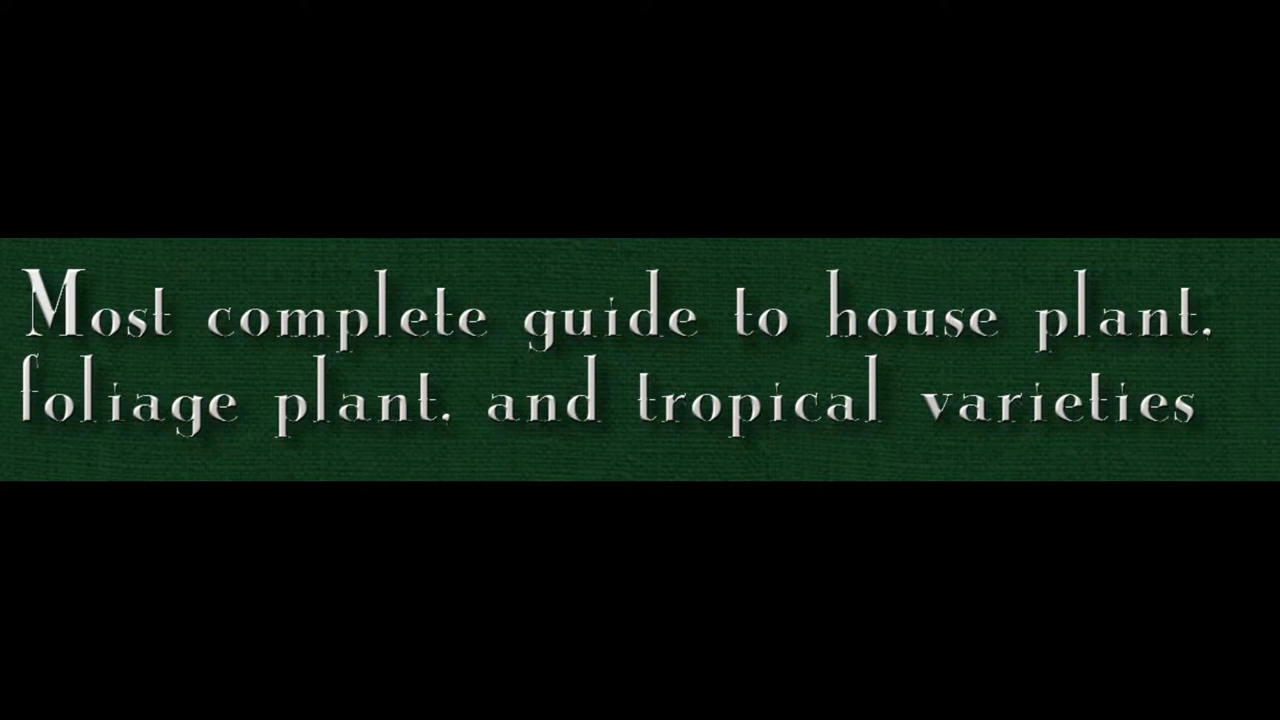 Most complete guide to house plant,
foliage plant, and tropical varieties